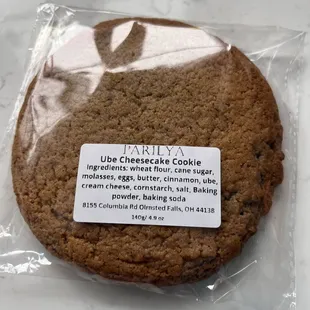 PARILYA
Ube Cheesecake Cookie
Ingredients: wheat flour, cane sugar,
molasses, eggs, butter, cinnamon, ube,
cream cheese, cornstarch, salt, Baking
powder, baking soda
8155 Columbia Rd Olmsted Falls, OH 44138
140g/ 4.9 oz